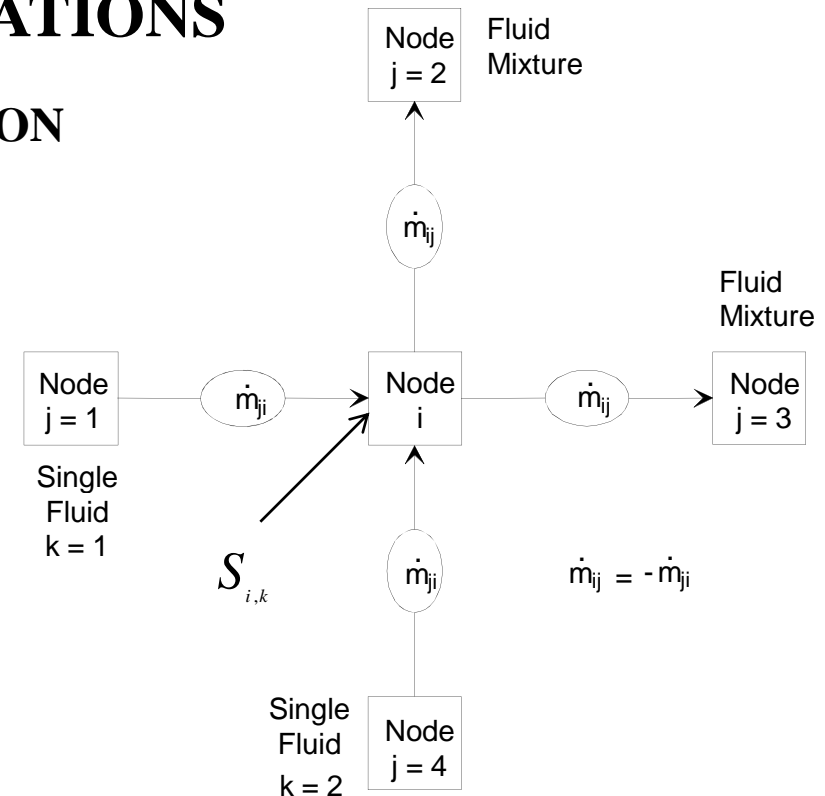 ATIONS
ON
Node
j = 2
Fluid
Mixture
ṁij
Fluid
Mixture
Node
j = 1
ṁji
Node
i
ṁij
Node
j = 3
Single
Fluid
k = 1
Si,k
ṁji
ṁij = - ṁji
Single
Fluid
k = 2
Node
j = 4